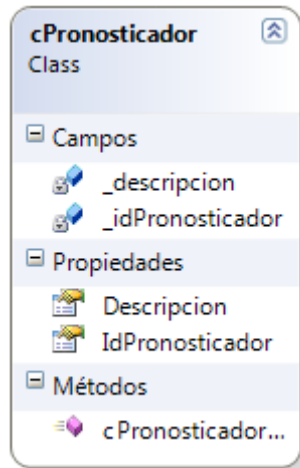 cPronosticador
Class
Campos
_descripcion
_idPronosticador
Propiedades
Descripcion
IdPronosticador
Métodos
cPronosticador...